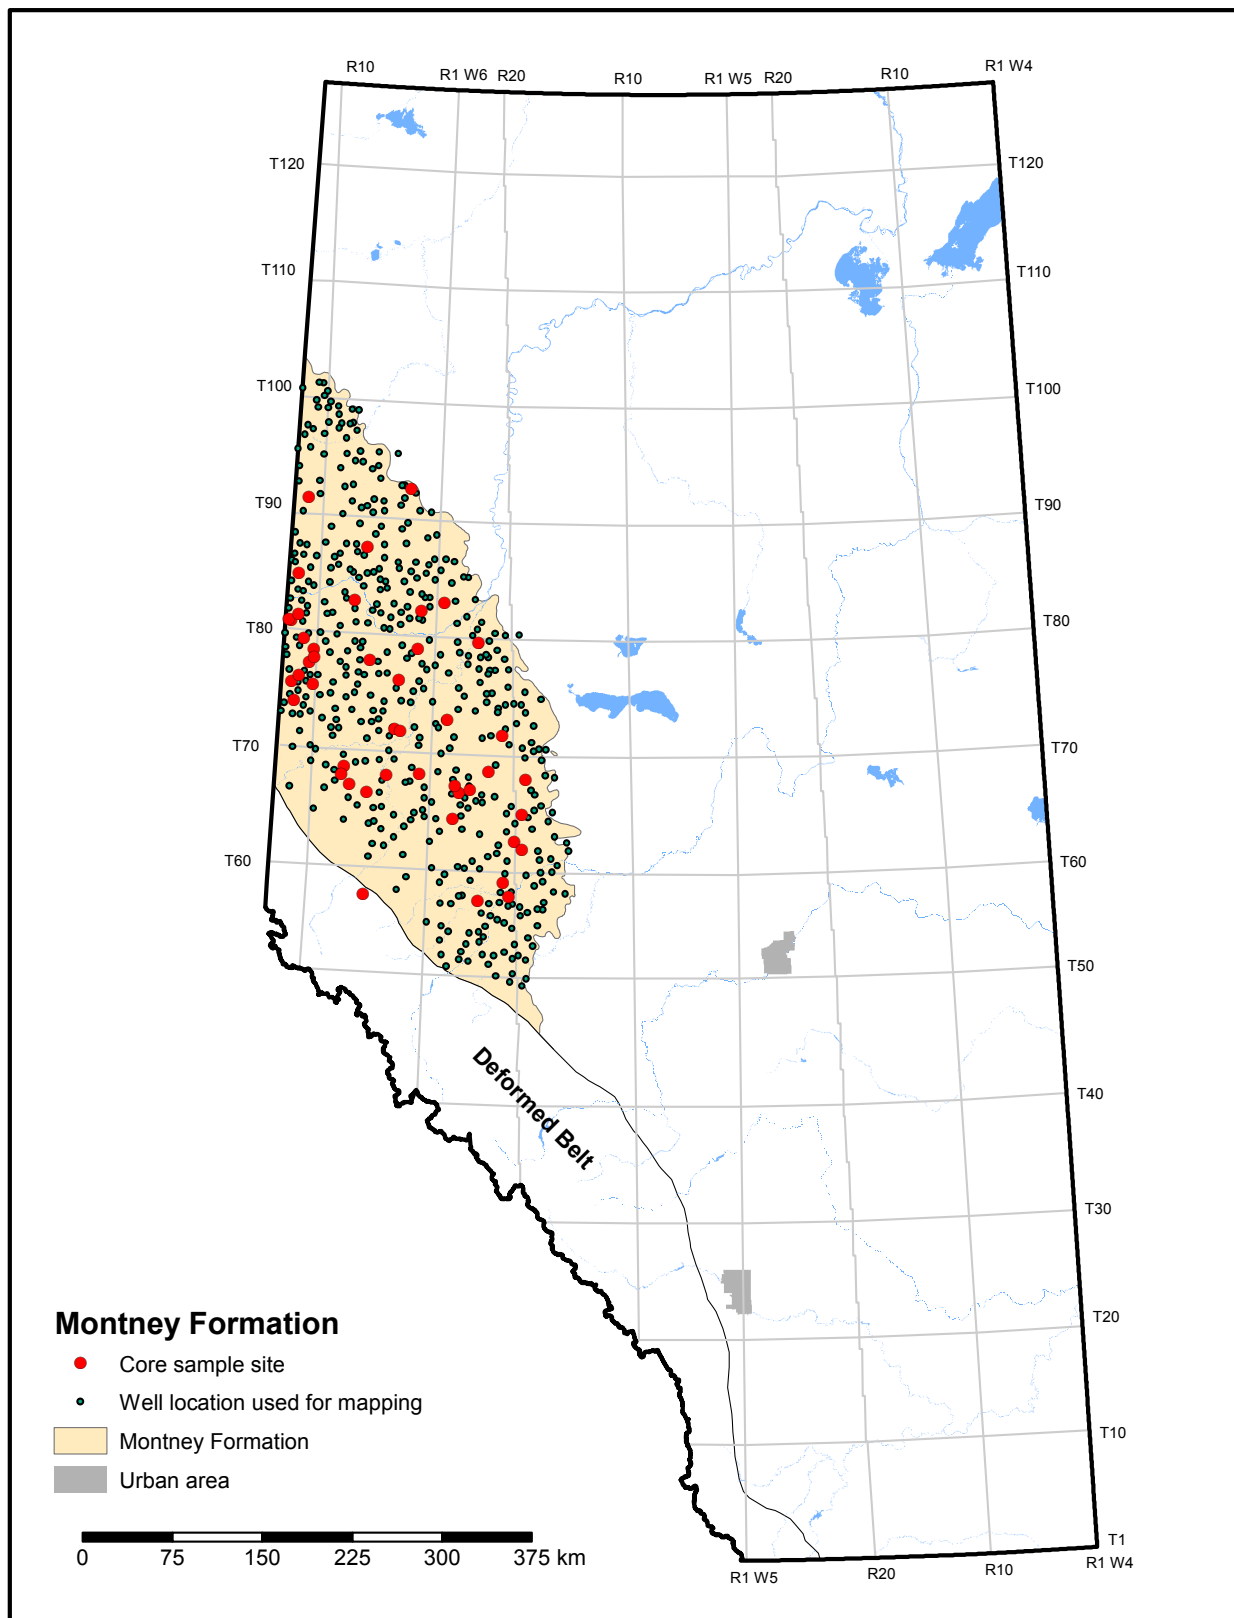 R10 R1 W6 R20 R10 R1 W5 R20 R10 R1 W4
T120 T120
T110 T110
T100 T100
T90 T90
T80 T80
T70 T70
T60 T60
T50
Deformed Belt
T40
T30
T20
T10
T1
R1 W5 R20 R10 R1 W4
Montney Formation
Core sample site
Well location used for mapping
Montney Formation
Urban area
0 75 150 225 300 375 km